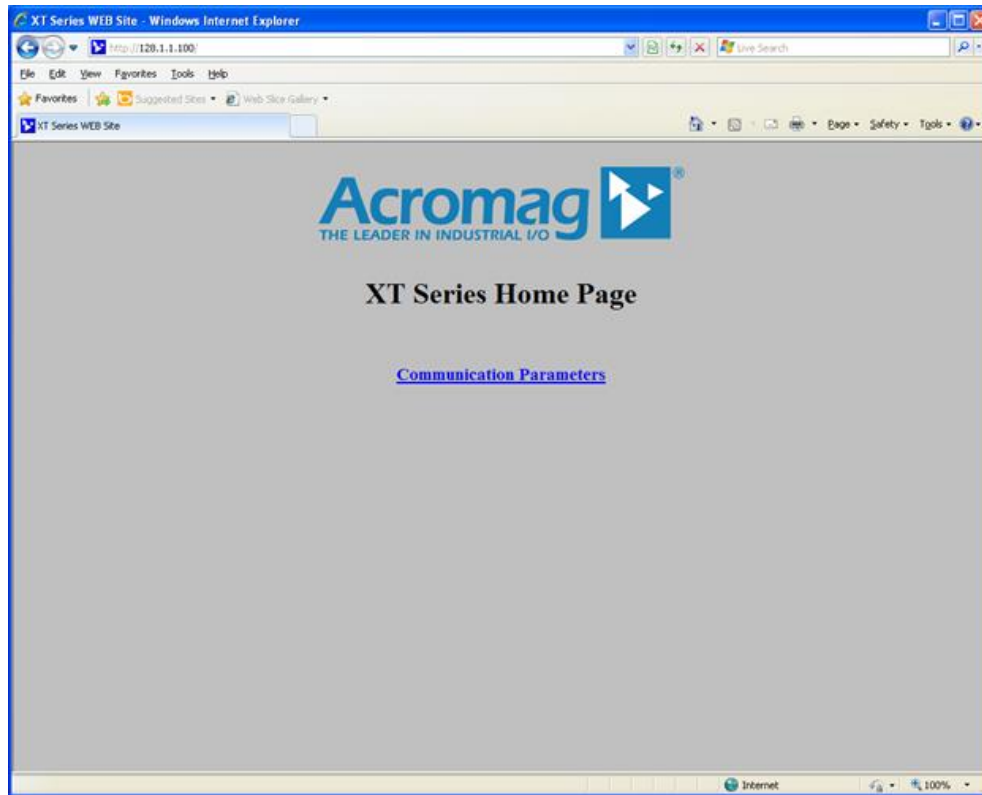 XT Series WEB Site - Windows Internet Explorer
http://128.1.1.100/
Live Search
File Edit View Favorites Tools Help
Favorites Suggested Sites Web Slice Gallery
XT Series WEB Site
Page Safety Tools
Acromag ®
THE LEADER IN INDUSTRIAL I/O
XT Series Home Page
Communication Parameters
Internet 100%